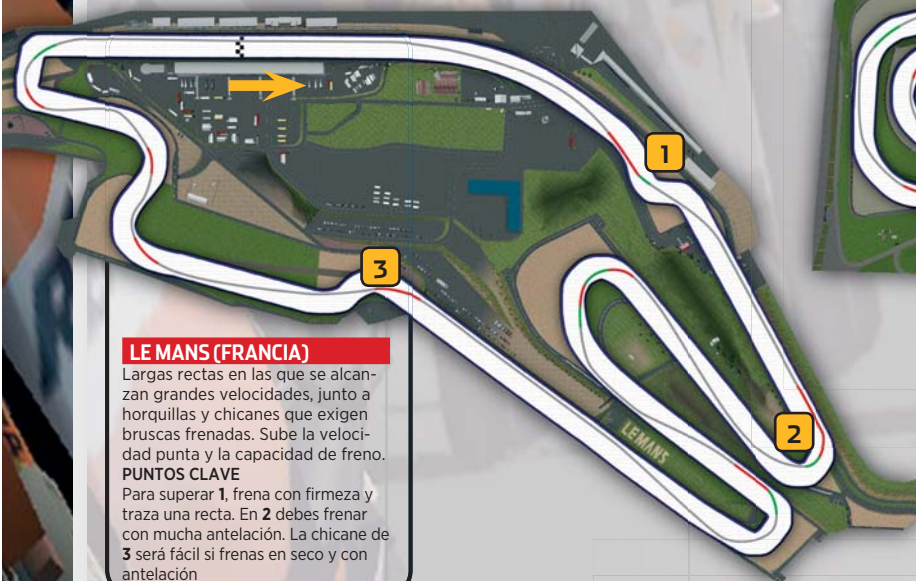 1
3
2
LE MANS
LE MANS (FRANCIA)
Largas rectas en las que se alcan-
zan grandes velocidades, junto a
horquillas y chicanes que exigen
bruscas frenadas. Sube la veloci-
dad punta y la capacidad de freno.
PUNTOS CLAVE
Para superar 1, frena con firmeza y
traza una recta. En 2 debes frenar
con mucha antelación. La chicane de
3 será fácil si frenas en seco y con
antelación